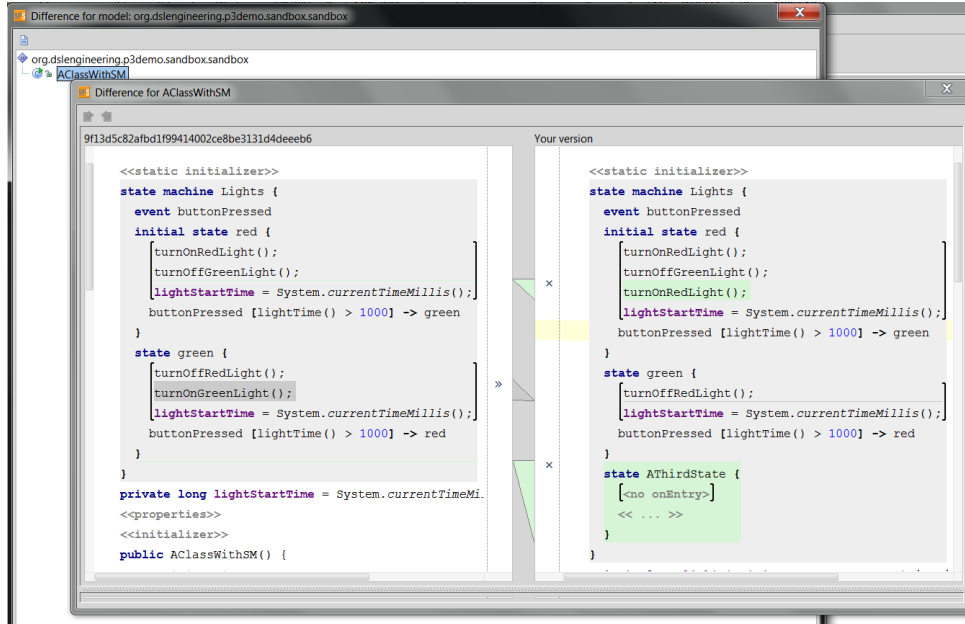 Difference for model: org.dslengineering.p3demo.sandbox.sandbox
org.dslengineering.p3demo.sandbox.sandbox
AClassWithSM
Difference for AClassWithSM
9f13d5c82afbd1f99414002ce8be3131d4deeeb6
<<static initializer>>
state machine Lights {
event buttonPressed
initial state red {
turnOnRedLight();
turnOffGreenLight();
lightStartTime = System.currentTimeMillis();
buttonPressed [lightTime() > 1000] -> green
}
state green {
turnOffRedLight();
turnOnGreenLight();
lightStartTime = System.currentTimeMillis();
buttonPressed [lightTime() > 1000] -> red
}
}
private long lightStartTime = System.currentTimeMi.
<<properties>>
<<initializer>>
public AClassWithSM() {
Your version
<<static initializer>>
state machine Lights {
event buttonPressed
initial state red {
turnOnRedLight();
turnOffGreenLight();
turnOnRedLight();
lightStartTime = System.currentTimeMillis();
buttonPressed [lightTime() > 1000] -> green
}
state green {
turnOffRedLight();
lightStartTime = System.currentTimeMillis();
buttonPressed [lightTime() > 1000] -> red
}
state AThirdState {
[<no onEntry>]
<< ... >>
}
}